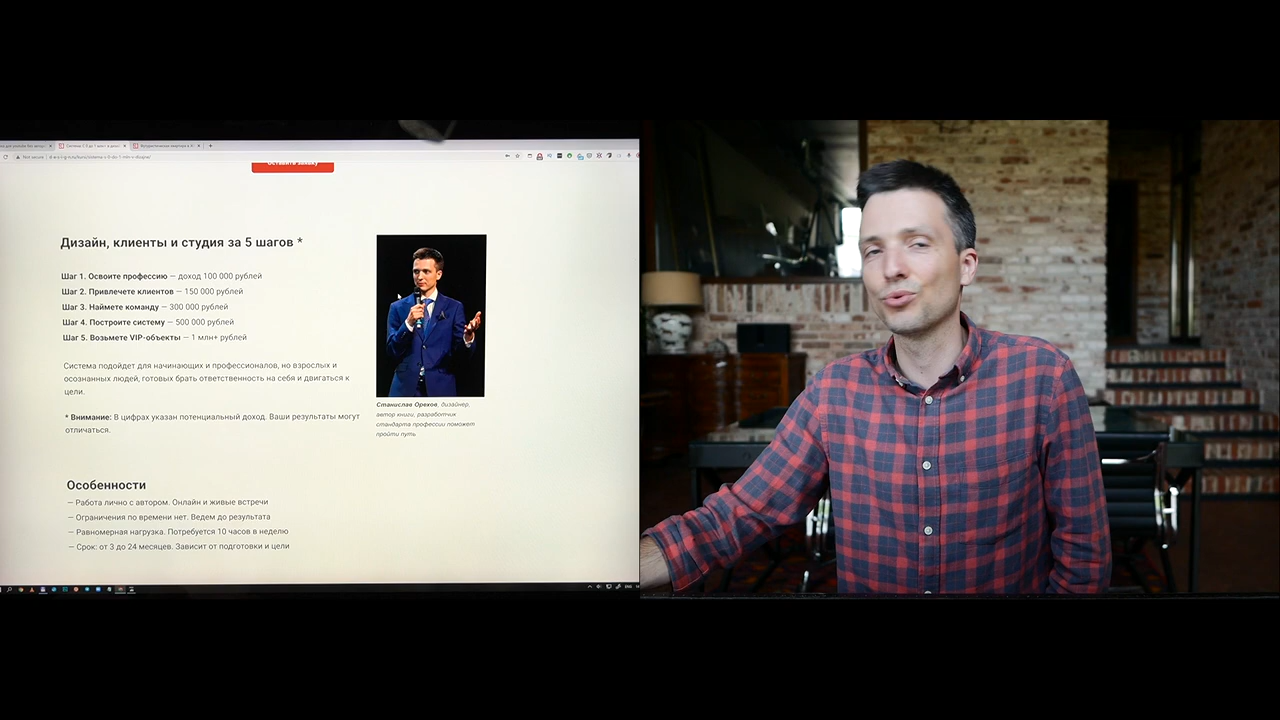 Not secure
Оставить заявку
Дизайн, клиенты и студия за 5 шагов *
Шаг 1. Освоите профессию — доход 100 000 рублей
Шаг 2. Привлечете клиентов — 150 000 рублей
Шаг 3. Наймете команду — 300 000 рублей
Шаг 4. Построите систему — 500 000 рублей
Шаг 5. Возьмете VIP-объекты — 1 млн+ рублей
Система подойдет для начинающих и профессионалов, но взрослых и
осознанных людей, готовых брать ответственность на себя и двигаться к
цели.
* Внимание: В цифрах указан потенциальный доход. Ваши результаты могут
отличаться.
Станислав Орехов, дизайнер,
автор книги, разработчик
стандарта профессии поможет
пройти путь
Особенности
— Работа лично с автором. Онлайн и живые встречи
— Ограничения по времени нет. Ведем до результата
— Равномерная нагрузка. Потребуется 10 часов в неделю
— Срок: от 3 до 24 месяцев. Зависит от подготовки и цели
ENG